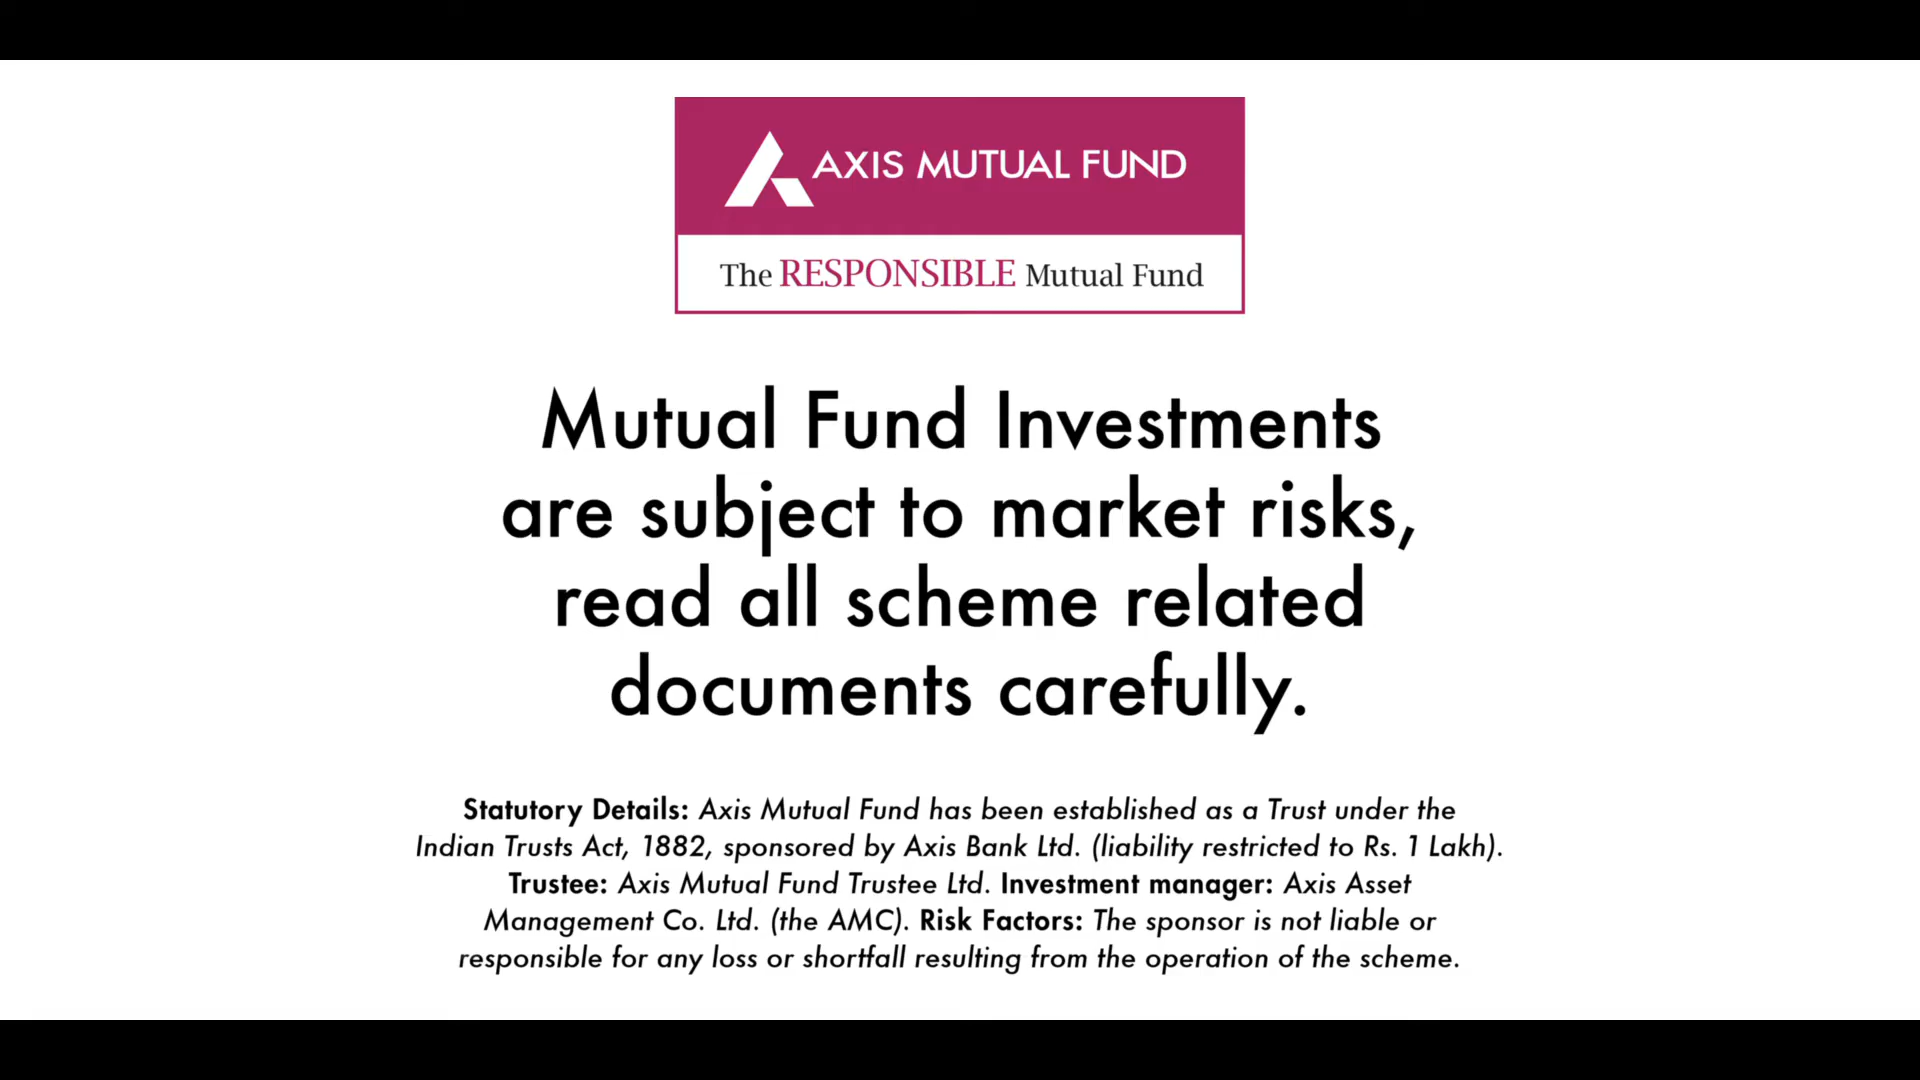 AXIS MUTUAL FUND
The RESPONSIBLE Mutual Fund
Mutual Fund Investments
are subject to market risks,
read all scheme related
documents carefully.
Statutory Details: Axis Mutual Fund has been established as a Trust under the
Indian Trusts Act, 1882, sponsored by Axis Bank Ltd. (liability restricted to Rs. 1 Lakh).
Trustee: Axis Mutual Fund Trustee Ltd. Investment manager: Axis Asset
Management Co. Ltd. (the AMC). Risk Factors: The sponsor is not liable or
responsible for any loss or shortfall resulting from the operation of the scheme.